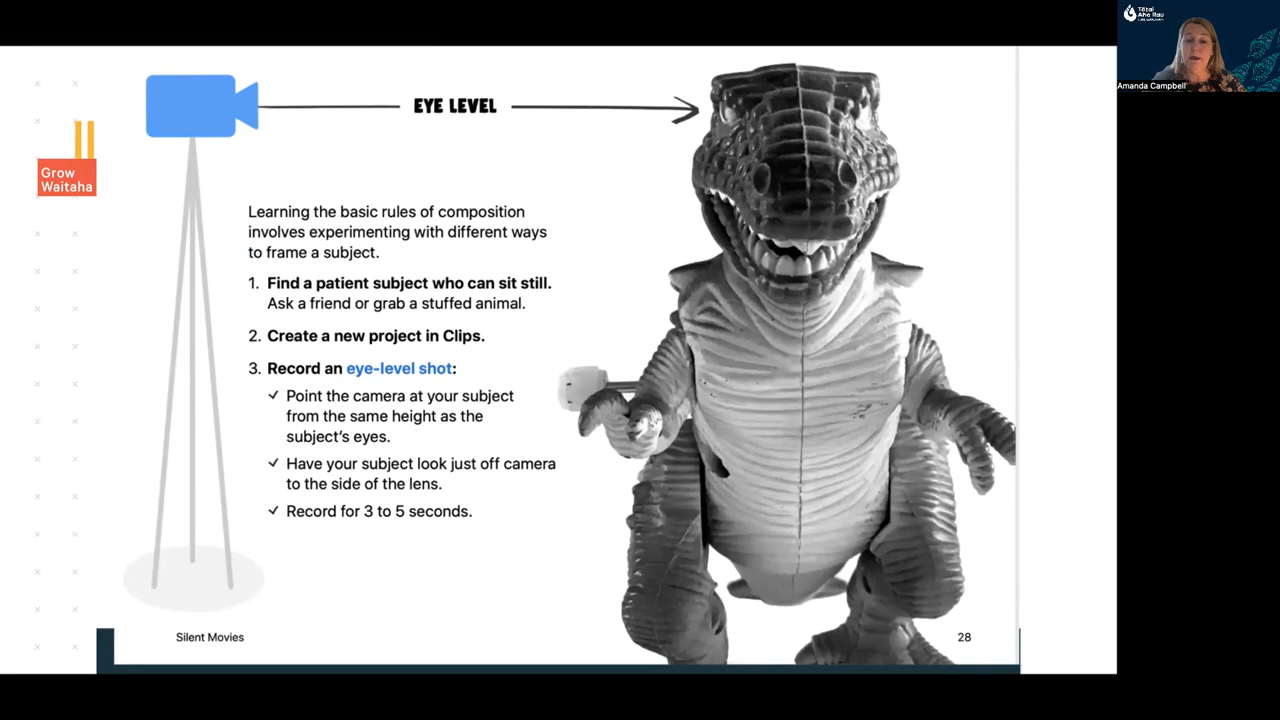 EYE LEVEL
Grow
Waitaha
Learning the basic rules of composition
involves experimenting with different ways
to frame a subject.
1. Find a patient subject who can sit still.
Ask a friend or grab a stuffed animal.
2. Create a new project in Clips.
3. Record an eye-level shot:
✓ Point the camera at your subject
from the same height as the
subject's eyes.
✓ Have your subject look just off camera
to the side of the lens.
✓ Record for 3 to 5 seconds.
Silent Movies
28
Tātai
Aho Rau
Amanda Campbell